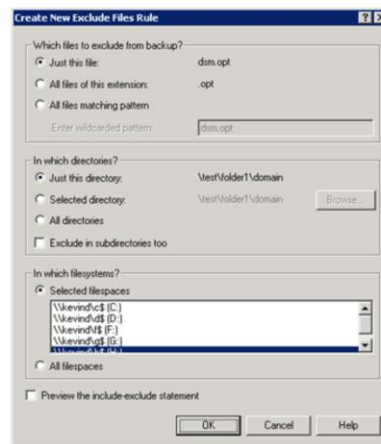 Create New Exclude Files Rule
Which files to exclude from backup?
Just this file: dsm.opt
All files of this extension: .opt
All files matching pattern
Enter wildcarded pattern: dsm.opt
In which directories?
Just this directory: \test\folder1\domain
Selected directory: \test\folder1\domain Browse...
All directories
Exclude in subdirectories too
In which filesystems?
Selected filespaces
\\kevind\c$ (C:)
\\kevind\d$ (D:)
\\kevind\f$ (F:)
\\kevind\g$ (G:)
\\kevind\h$ (H:)
All filespaces
Preview the include-exclude statement
OK Cancel Help